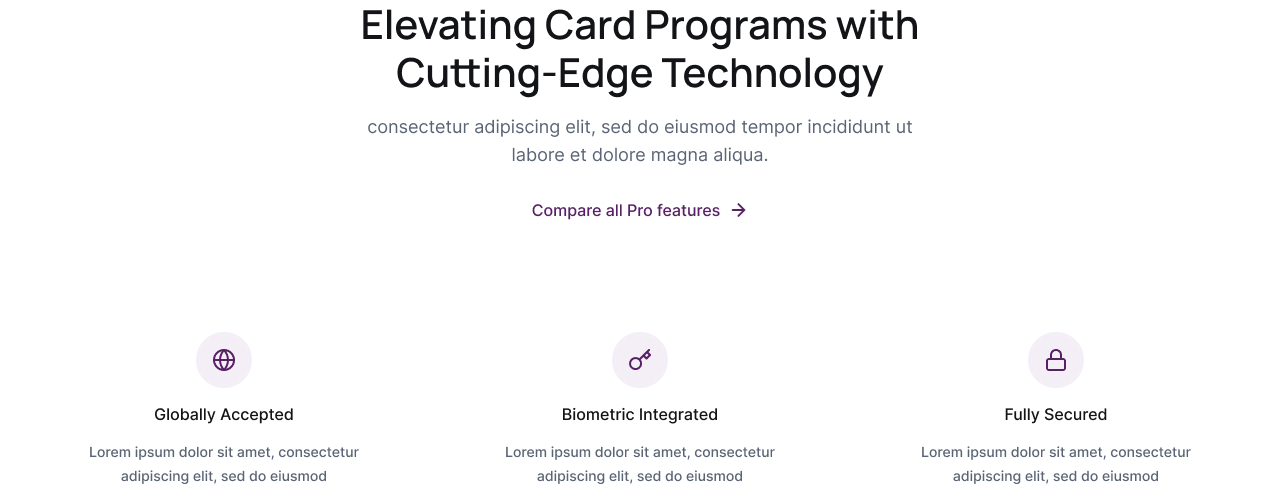 Elevating Card Programs with
Cutting-Edge Technology
consectetur adipiscing elit, sed do eiusmod tempor incididunt ut
labore et dolore magna aliqua.
Compare all Pro features
Globally Accepted
Lorem ipsum dolor sit amet, consectetur
adipiscing elit, sed do eiusmod
Biometric Integrated
Lorem ipsum dolor sit amet, consectetur
adipiscing elit, sed do eiusmod
Fully Secured
Lorem ipsum dolor sit amet, consectetur
adipiscing elit, sed do eiusmod